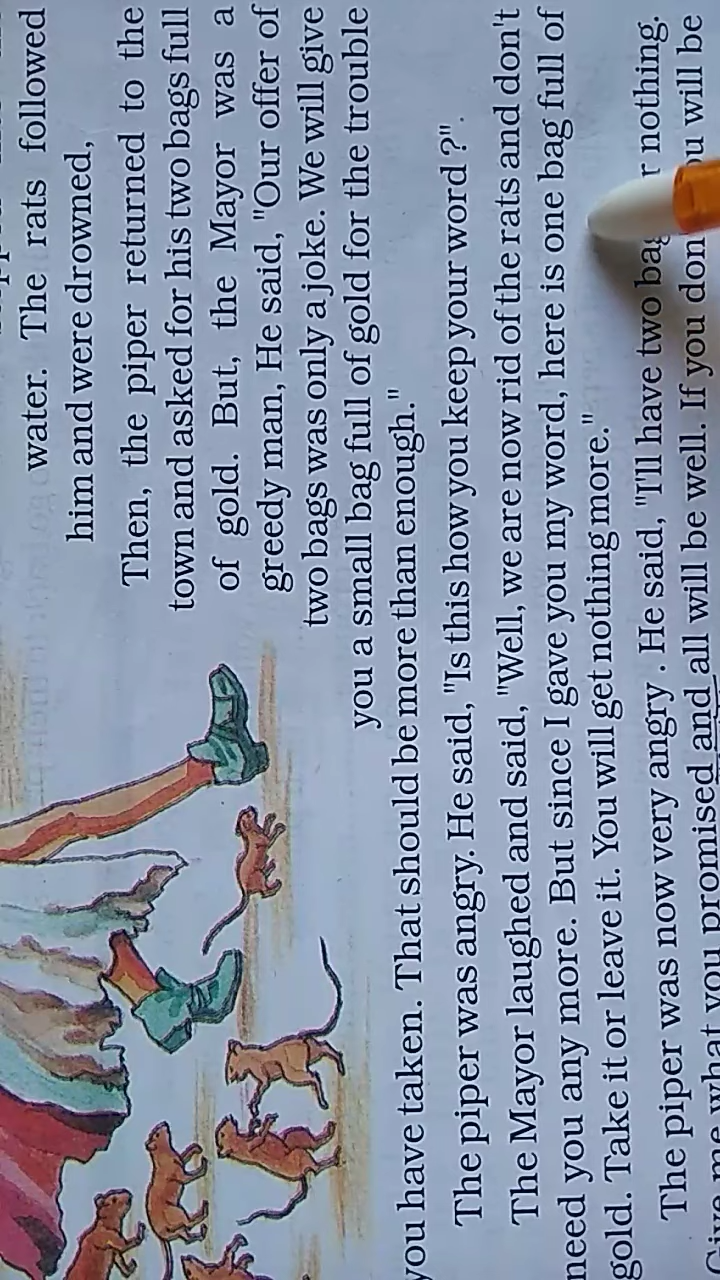 water. The rats followed
him and were drowned,
Then, the piper returned to the
town and asked for his two bags full
of gold. But, the Mayor was a
greedy man, He said, "Our offer of
two bags was only a joke. We will give
you a small bag full of gold for the trouble
you have taken. That should be more than enough."
The piper was angry. He said, "Is this how you keep your word ?".
The Mayor laughed and said, "Well, we are now rid of the rats and don't
need you any more. But since I gave you my word, here is one bag full of
gold. Take it or leave it. You will get nothing more."
The piper was now very angry . He said, "I'll have two nothing.
Give me what you promised and all will be well. If you will be